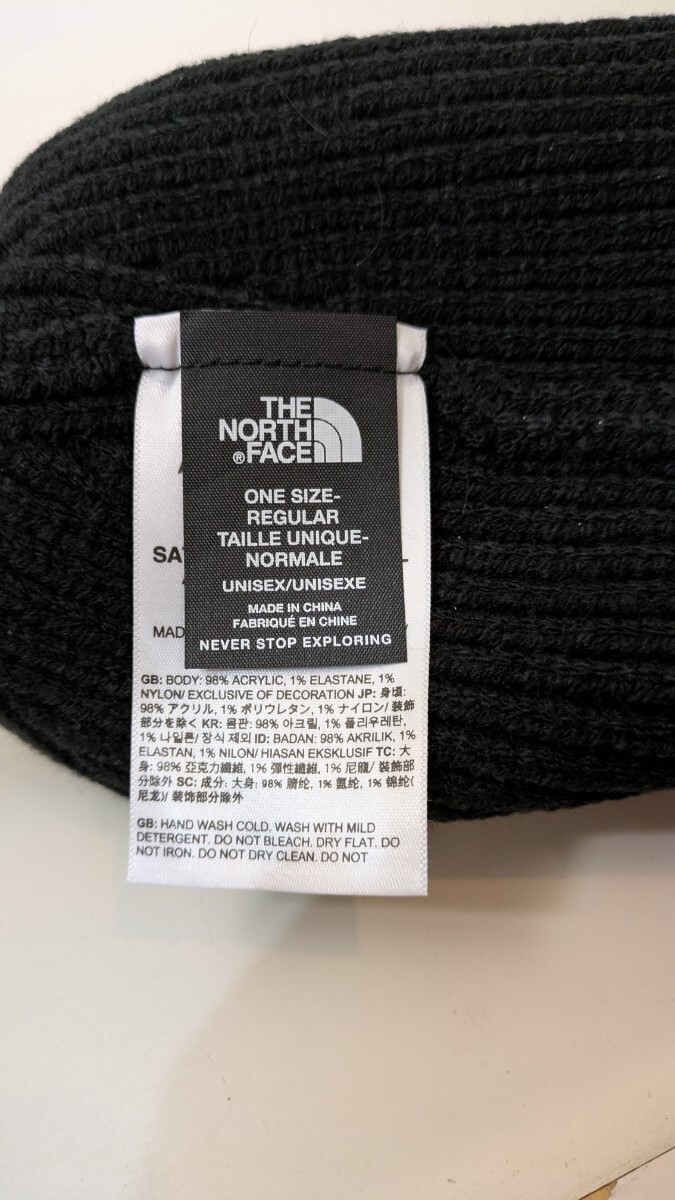 THE
NORTH
®FACE
ONE SIZE-
REGULAR
TAILLE UNIQUE-
NORMALE
UNISEX/UNISEXE
MADE IN CHINA
FABRIQUÉ EN CHINE
NEVER STOP EXPLORING
SA
MAD
GB: BODY: 98% ACRYLIC, 1% ELASTANE, 1%
NYLON/ EXCLUSIVE OF DECORATION JP: 身頃:
98% アクリル, 1% ポリウレタン, 1% ナイロン/ 装飾
部分を除く KR: 몸판: 98% 아크릴, 1% 폴리우레탄,
1% 나일론/ 장식 제외 ID: BADAN: 98% AKRILIK, 1%
ELASTAN, 1% NILON/ HIASAN EKSKLUSIF TC: 大
身: 98% 亞克力纖維, 1% 彈性纖維, 1% 尼龍/ 裝飾部
分除外 SC: 成分: 大身: 98% 腈纶, 1% 氨纶, 1% 锦纶(
尼龙)/ 装饰部分除外
GB: HAND WASH COLD. WASH WITH MILD
DETERGENT. DO NOT BLEACH. DRY FLAT. DO
NOT IRON. DO NOT DRY CLEAN. DO NOT